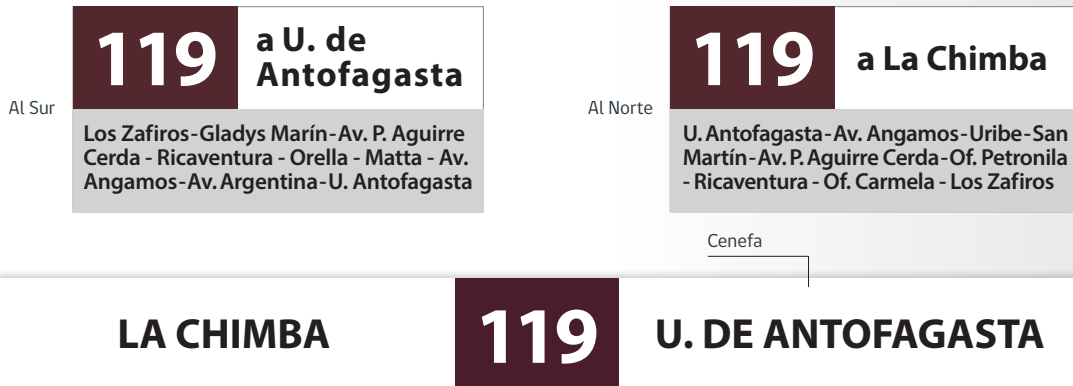 Al Sur
119
a U. de
Antofagasta
Los Zafiros-Gladys Marín-Av. P. Aguirre
Cerda - Ricaventura - Orella - Matta - Av.
Angamos-Av. Argentina-U. Antofagasta
Al Norte
119
a La Chimba
U. Antofagasta-Av. Angamos-Uribe-San
Martín-Av. P. Aguirre Cerda-Of. Petronila
- Ricaventura - Of. Carmela - Los Zafiros
Cenefa
LA CHIMBA 119 U. DE ANTOFAGASTA